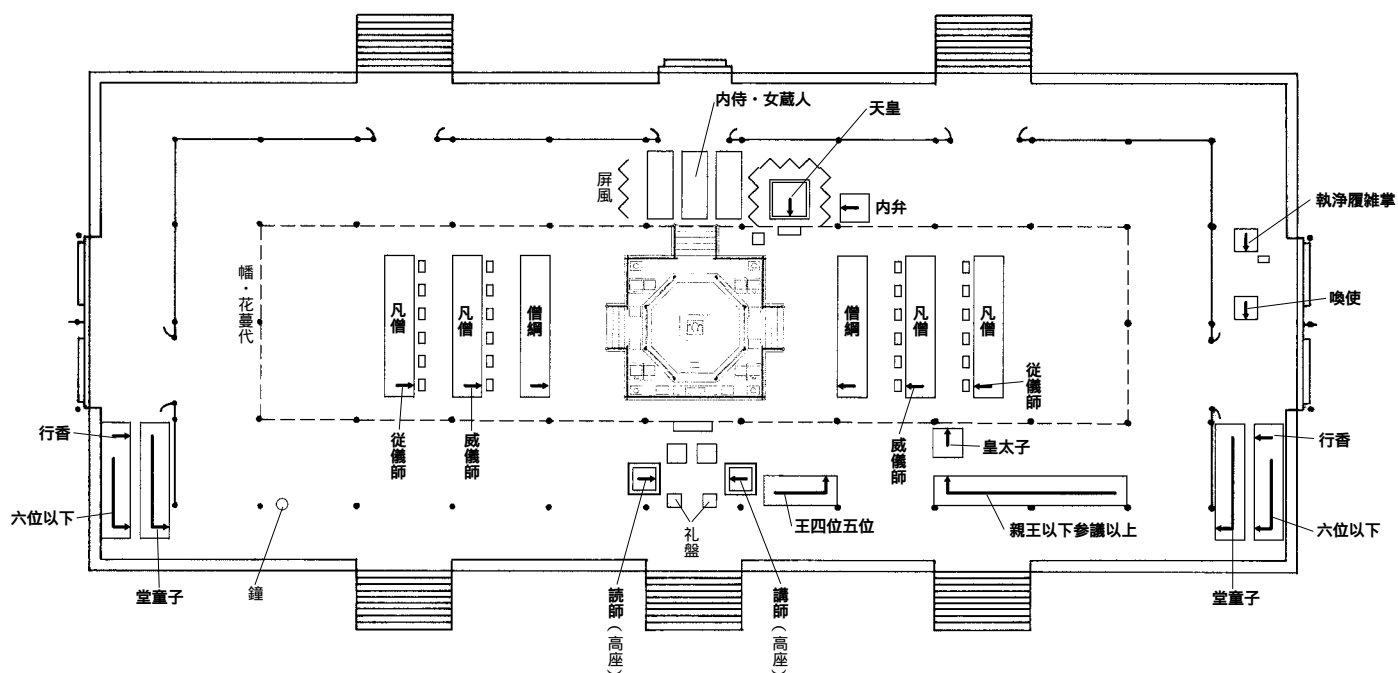 内侍・女蔵人
天皇
屏風
内弁
執浄履雑掌
喚使
幡・花蔓代
凡僧
凡僧
僧綱
僧綱
凡僧
凡僧
従儀師
従儀師
威儀師
威儀師
皇太子
行香
行香
六位以下
六位以下
王四位五位
親王以下参議以上
礼盤
堂童子
堂童子
鐘
読師（高座）
講師（高座）